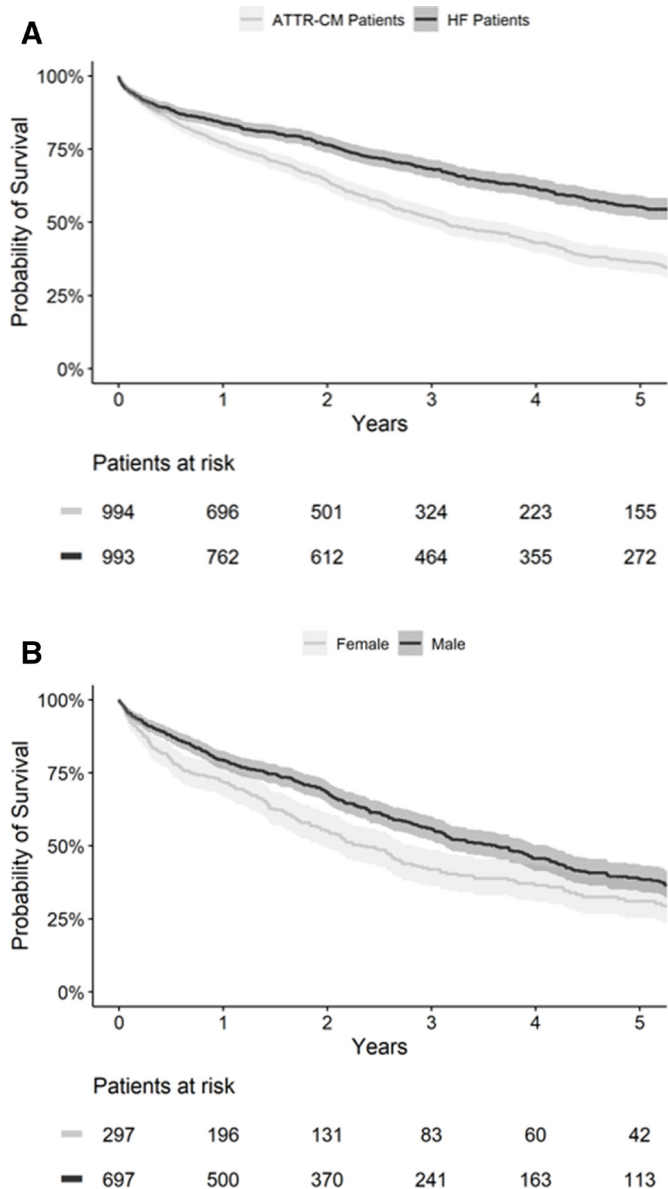 A
ATTR-CM Patients HF Patients
Probability of Survival
100%
75%
50%
25%
0%
0 1 2 3 4 5
Years
Patients at risk
994 696 501 324 223 155
993 762 612 464 355 272
B
Female Male
Probability of Survival
100%
75%
50%
25%
0%
0 1 2 3 4 5
Years
Patients at risk
297 196 131 83 60 42
697 500 370 241 163 113